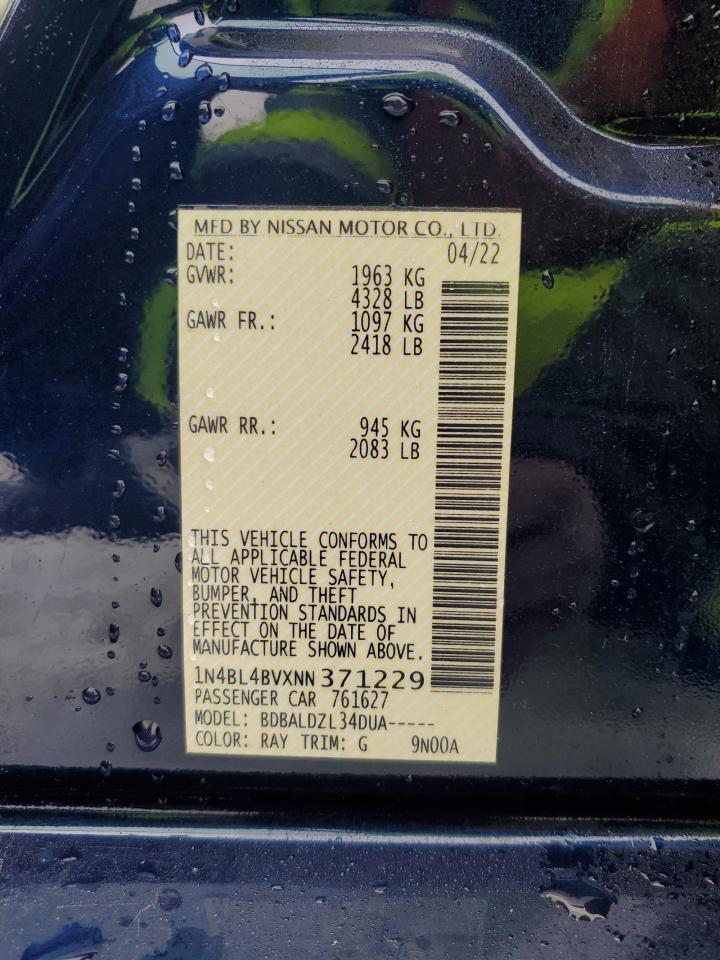 MFD BY NISSAN MOTOR CO., LTD.
DATE: 04/22
GVWR: 1963 KG
4328 LB
GAWR FR.: 1097 KG
2418 LB
GAWR RR.: 945 KG
2083 LB
THIS VEHICLE CONFORMS TO
ALL APPLICABLE FEDERAL
MOTOR VEHICLE SAFETY,
BUMPER, AND THEFT
PREVENTION STANDARDS IN
EFFECT ON THE DATE OF
MANUFACTURE SHOWN ABOVE.
1N4BL4BVXNN371229
PASSENGER CAR 761627
MODEL: BDBALDZL34DUA-----
COLOR: RAY TRIM: G 9N00A